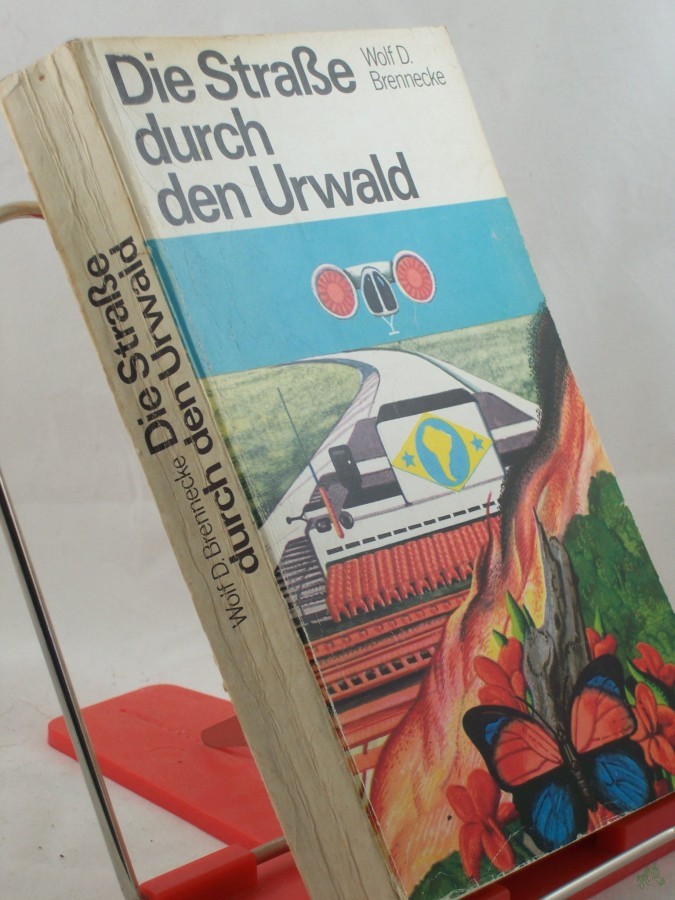 Die Straße
durch
den Urwald
Wolf D.
Brennecke
Wolf D. Brennecke
Die Straße
durch den Urwald